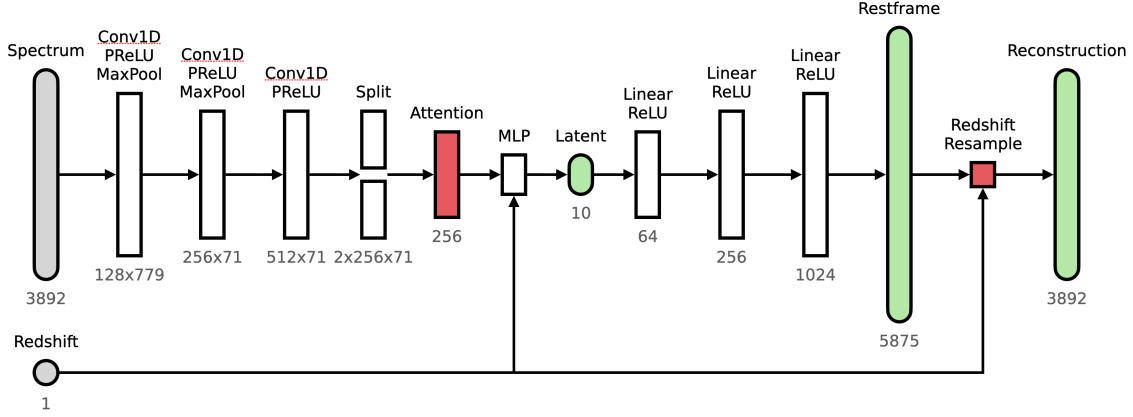 Spectrum
3892
Conv1D
PReLU
MaxPool
128x779
Conv1D
PReLU
MaxPool
256x71
Conv1D
PReLU
512x71
Split
2x256x71
Attention
256
MLP
Latent
10
Linear
ReLU
64
Linear
ReLU
256
Linear
ReLU
1024
Restframe
5875
Redshift
Resample
Reconstruction
3892
Redshift
1